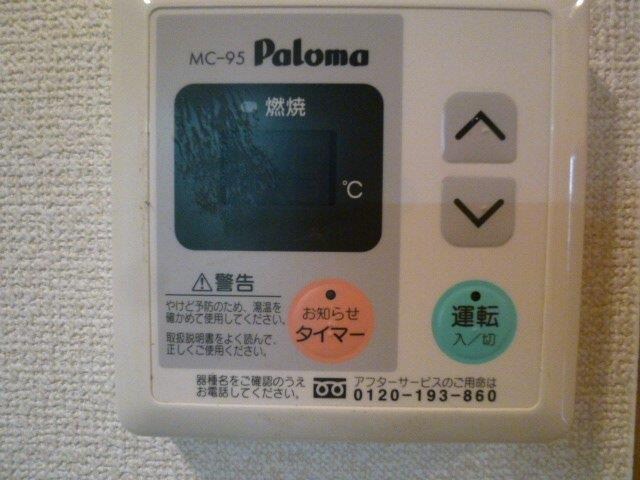 MC-95 Paloma
燃焼
℃
警告
やけど予防のため、湯温を
確かめて使用してください。
取扱説明書をよく読んで、
正しくご使用ください。
お知らせ
タイマー
運転
入/切
器種名をご確認のうえ
お電話してください。
アフターサービスのご用命は
0120-193-860